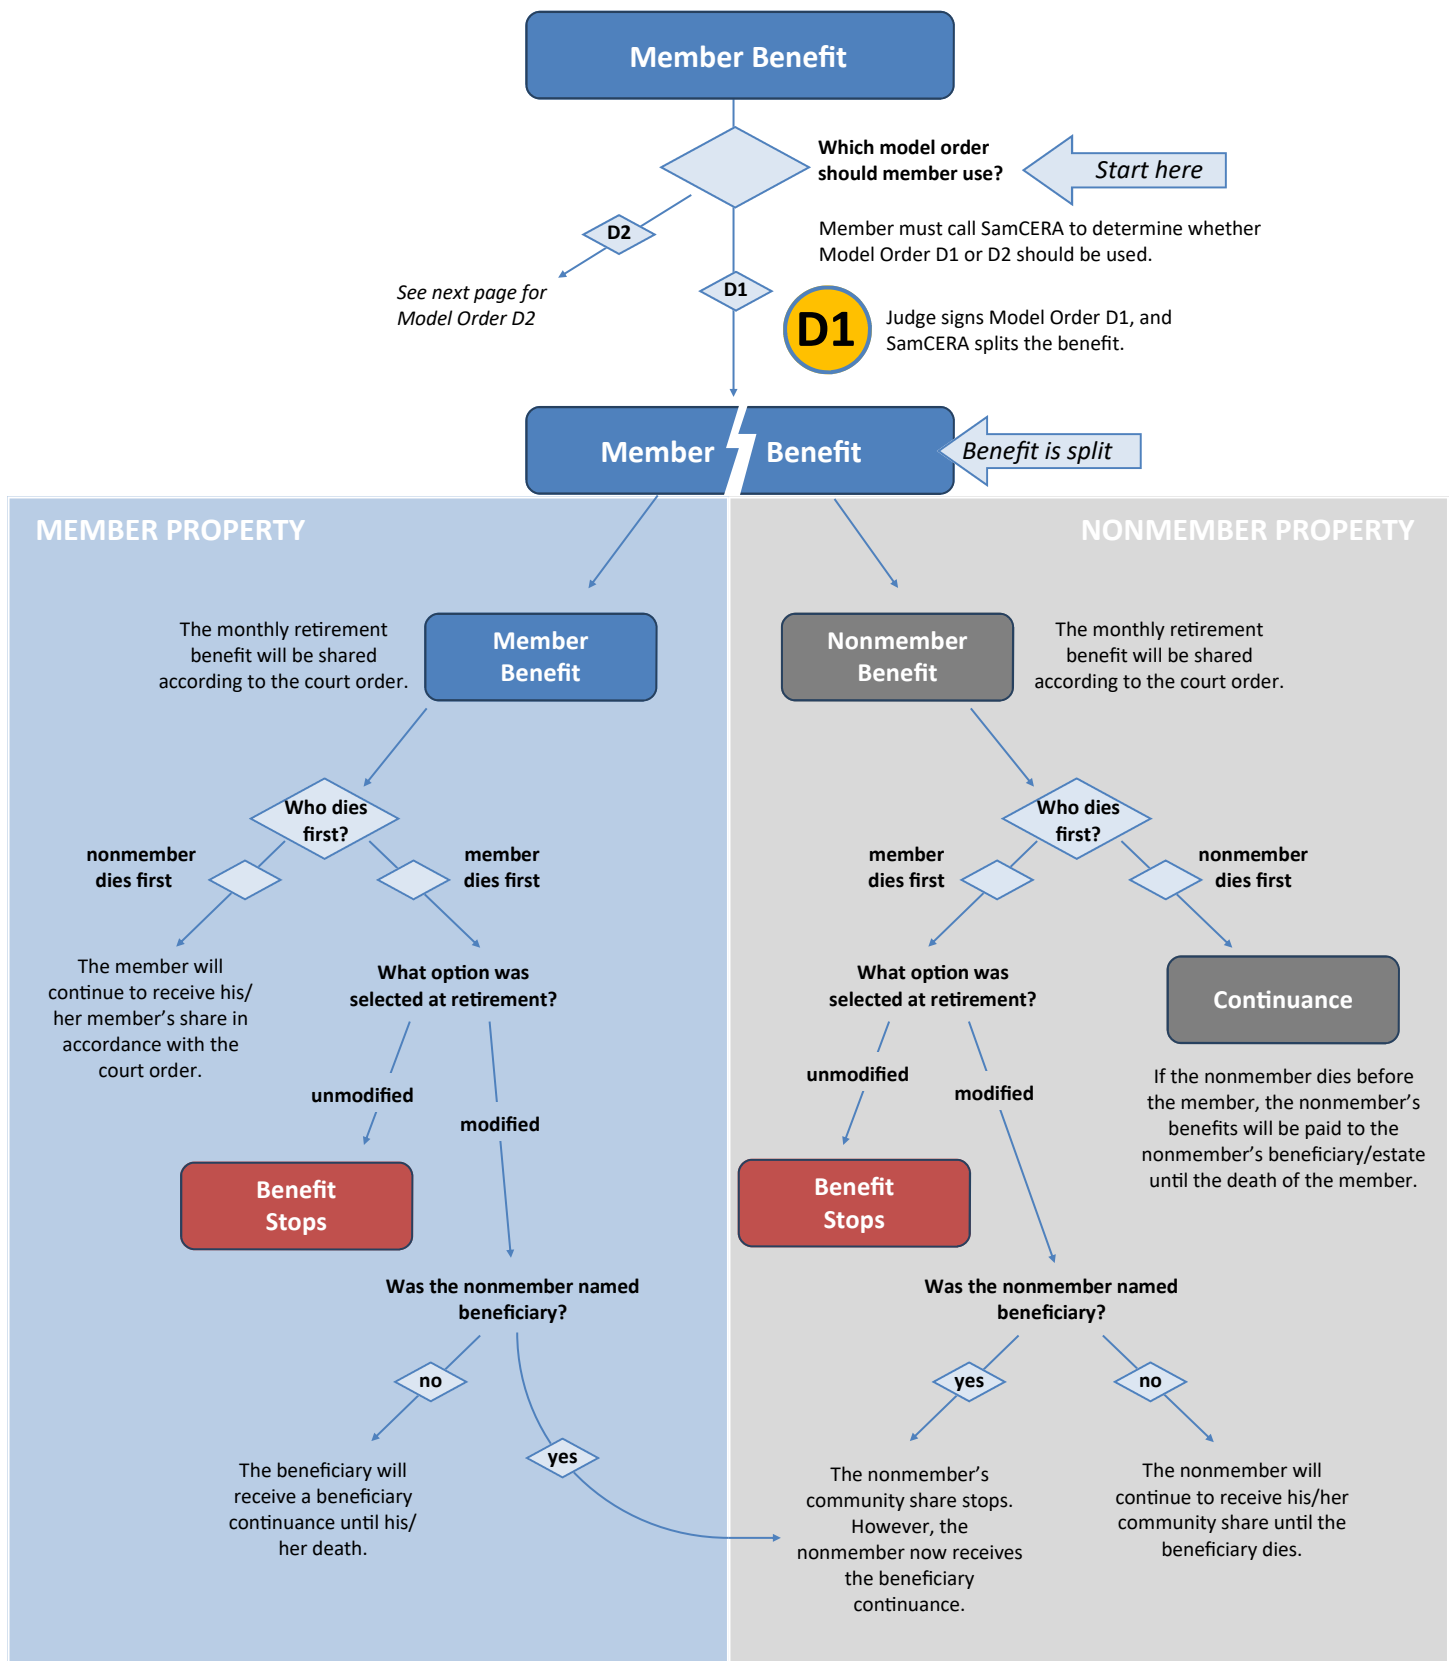 Member Benefit
Which model order
should member use?
Start here
Member must call SamCERA to determine whether
Model Order D1 or D2 should be used.
D2
See next page for
Model Order D2
D1
D1
Judge signs Model Order D1, and
SamCERA splits the benefit.
Member Benefit
Benefit is split
MEMBER PROPERTY
The monthly retirement
benefit will be shared
according to the court order.
Member
Benefit
Who dies
first?
nonmember
dies first
member
dies first
The member will
continue to receive his/
her member’s share in
accordance with the
court order.
What option was
selected at retirement?
unmodified
modified
Benefit
Stops
Was the nonmember named
beneficiary?
no
yes
The beneficiary will
receive a beneficiary
continuance until his/
her death.
NONMEMBER PROPERTY
Nonmember
Benefit
The monthly retirement
benefit will be shared
according to the court order.
Who dies
first?
member
dies first
nonmember
dies first
What option was
selected at retirement?
Continuance
If the nonmember dies before
the member, the nonmember’s
benefits will be paid to the
nonmember’s beneficiary/estate
until the death of the member.
unmodified
modified
Benefit
Stops
Was the nonmember named
beneficiary?
yes
no
The nonmember’s
community share stops.
However, the
nonmember now receives
the beneficiary
continuance.
The nonmember will
continue to receive his/her
community share until the
beneficiary dies.